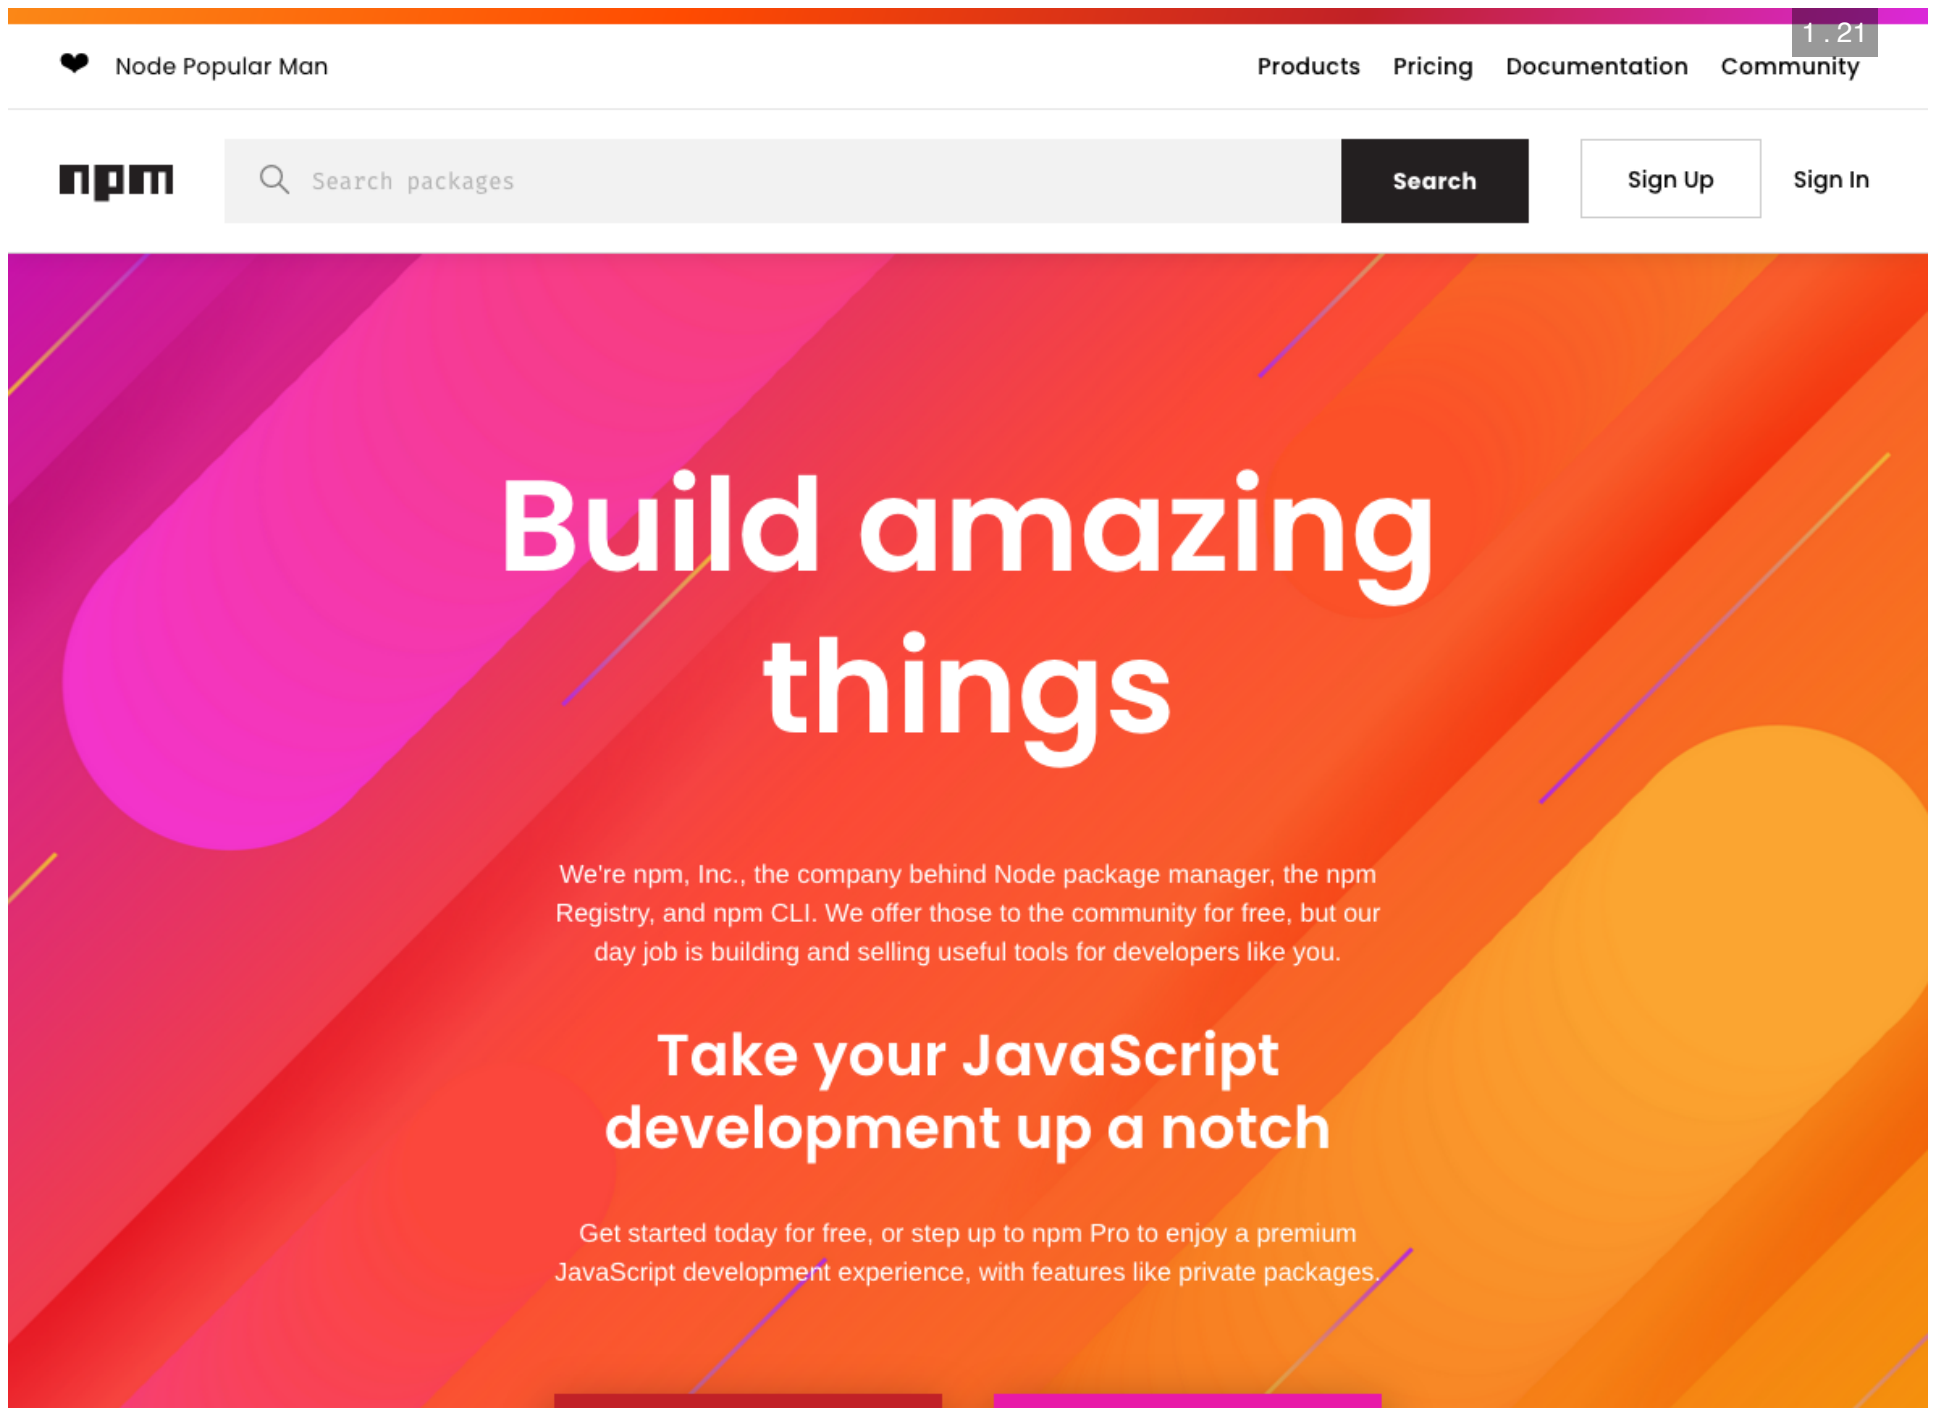 1 . 21
❤ Node Popular Man
Products Pricing Documentation Community
npm
Search packages
Search
Sign Up
Sign In
Build amazing
things
We're npm, Inc., the company behind Node package manager, the npm
Registry, and npm CLI. We offer those to the community for free, but our
day job is building and selling useful tools for developers like you.
Take your JavaScript
development up a notch
Get started today for free, or step up to npm Pro to enjoy a premium
JavaScript development experience, with features like private packages.